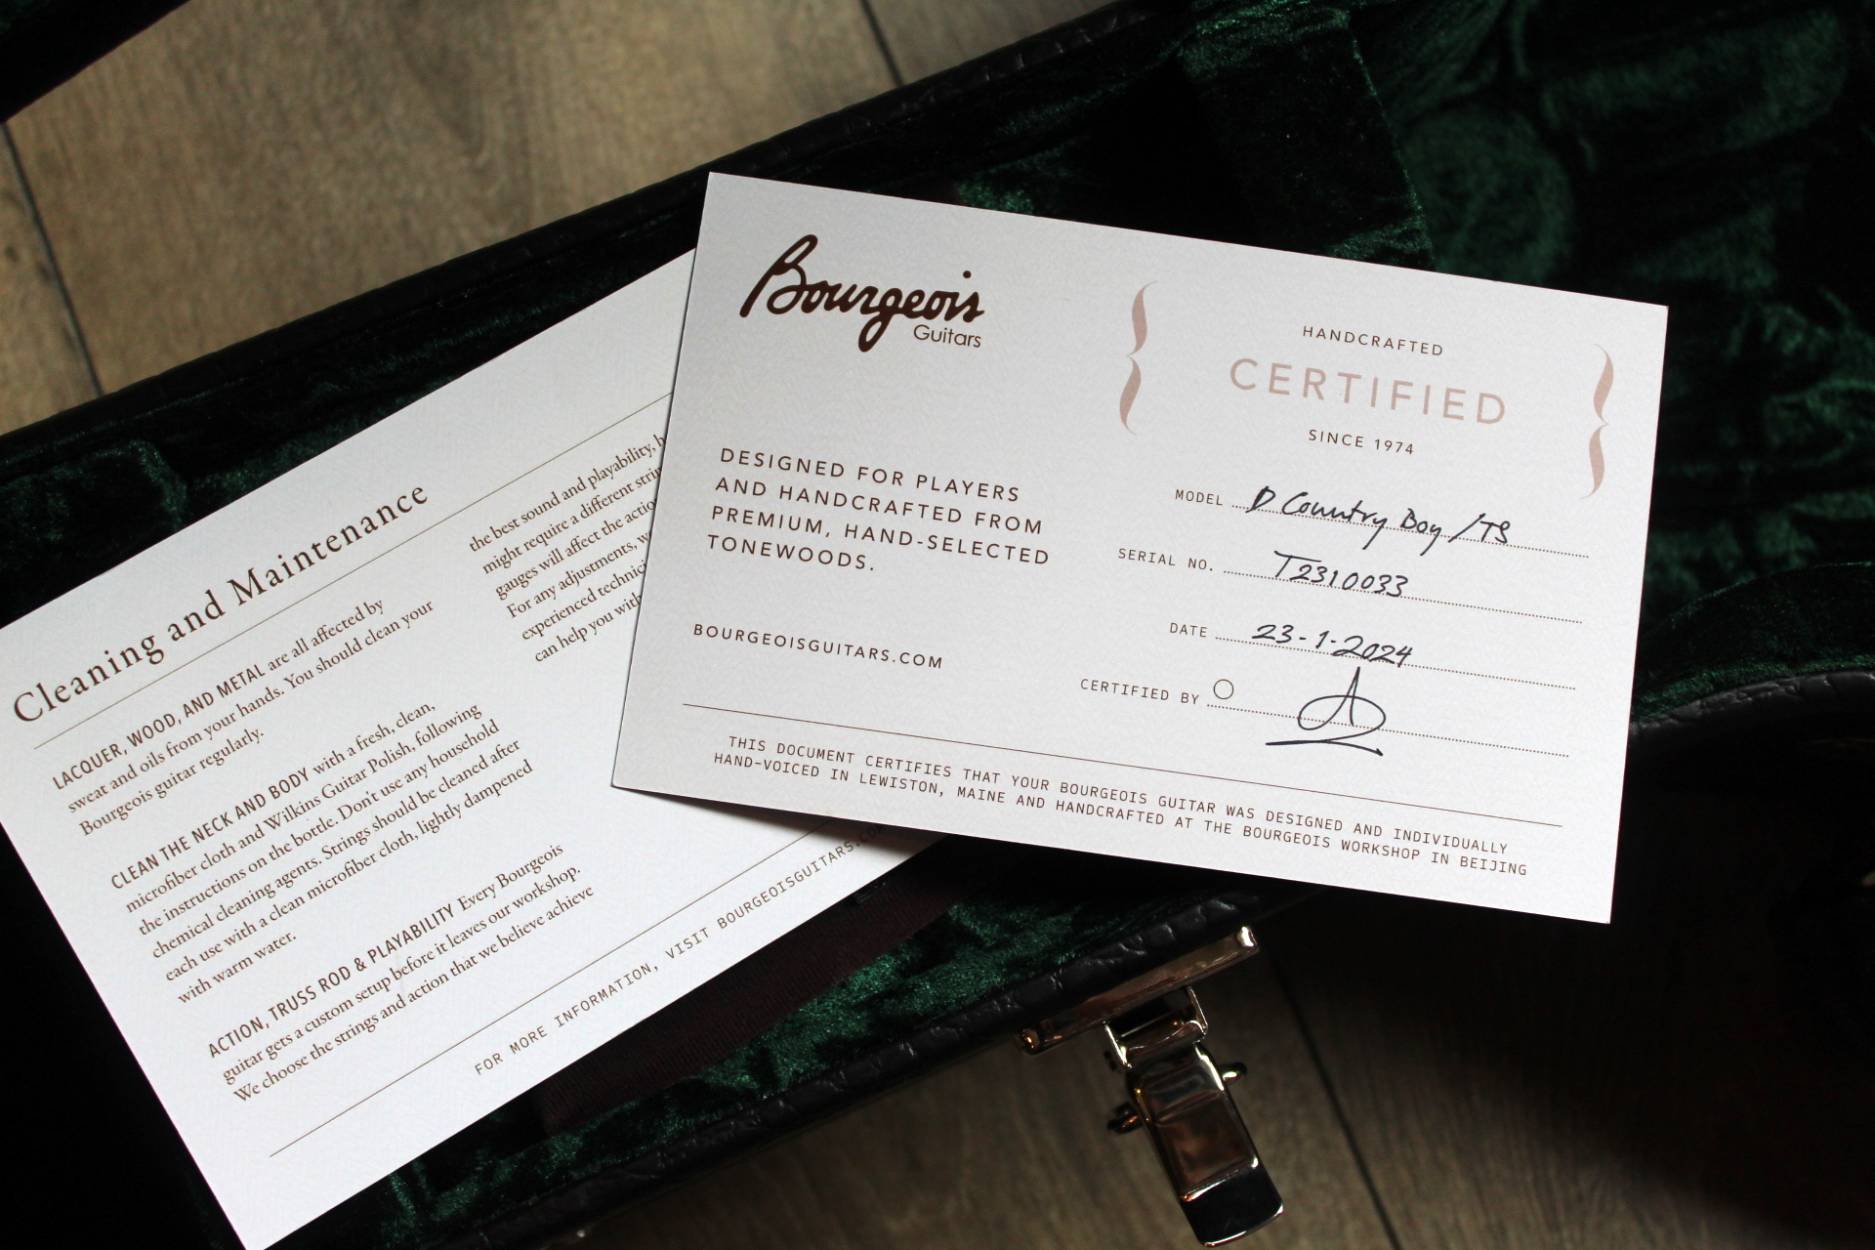 Bourgeois
Guitars
HANDCRAFTED
CERTIFIED
SINCE 1974
DESIGNED FOR PLAYERS
AND HANDCRAFTED FROM
PREMIUM, HAND-SELECTED
TONEWOODS.
BOURGEOISGUITARS.COM
MODEL D Country Boy /TS
SERIAL NO. T2310033
DATE 23-1-2024
CERTIFIED BY
THIS DOCUMENT CERTIFIES THAT YOUR BOURGEOIS GUITAR WAS DESIGNED AND INDIVIDUALLY
HAND-VOICED IN LEWISTON, MAINE AND HANDCRAFTED AT THE BOURGEOIS WORKSHOP IN BEIJING
Cleaning and Maintenance
LACQUER, WOOD, AND METAL are all affected by
sweat and oils from your hands. You should clean your
Bourgeois guitar regularly.
CLEAN THE NECK AND BODY with a fresh, clean,
microfiber cloth and Wilkins Guitar Polish, following
the instructions on the bottle. Don't use any household
chemical cleaning agents. Strings should be cleaned after
each use with a clean microfiber cloth, lightly dampened
with warm water.
ACTION, TRUSS ROD & PLAYABILITY Every Bourgeois
guitar gets a custom setup before it leaves our workshop.
We choose the strings and action that we believe achieve
the best sound and playability,
might require a different
gauges will affect the
For any adjustments,
experienced
can help you with
FOR MORE INFORMATION, VISIT BOURGEOISGUITARS.